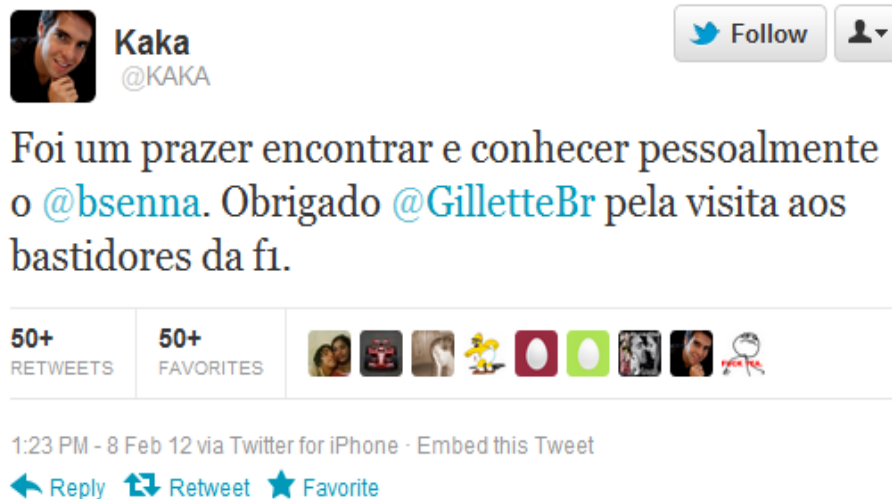 Kaka
@KAKA
Follow
Foi um prazer encontrar e conhecer pessoalmente
o @bsenna. Obrigado @GilletteBr pela visita aos
bastidores da f1.
50+
RETWEETS
50+
FAVORITES
FUCK YEA.
1:23 PM - 8 Feb 12 via Twitter for iPhone · Embed this Tweet
Reply Retweet Favorite